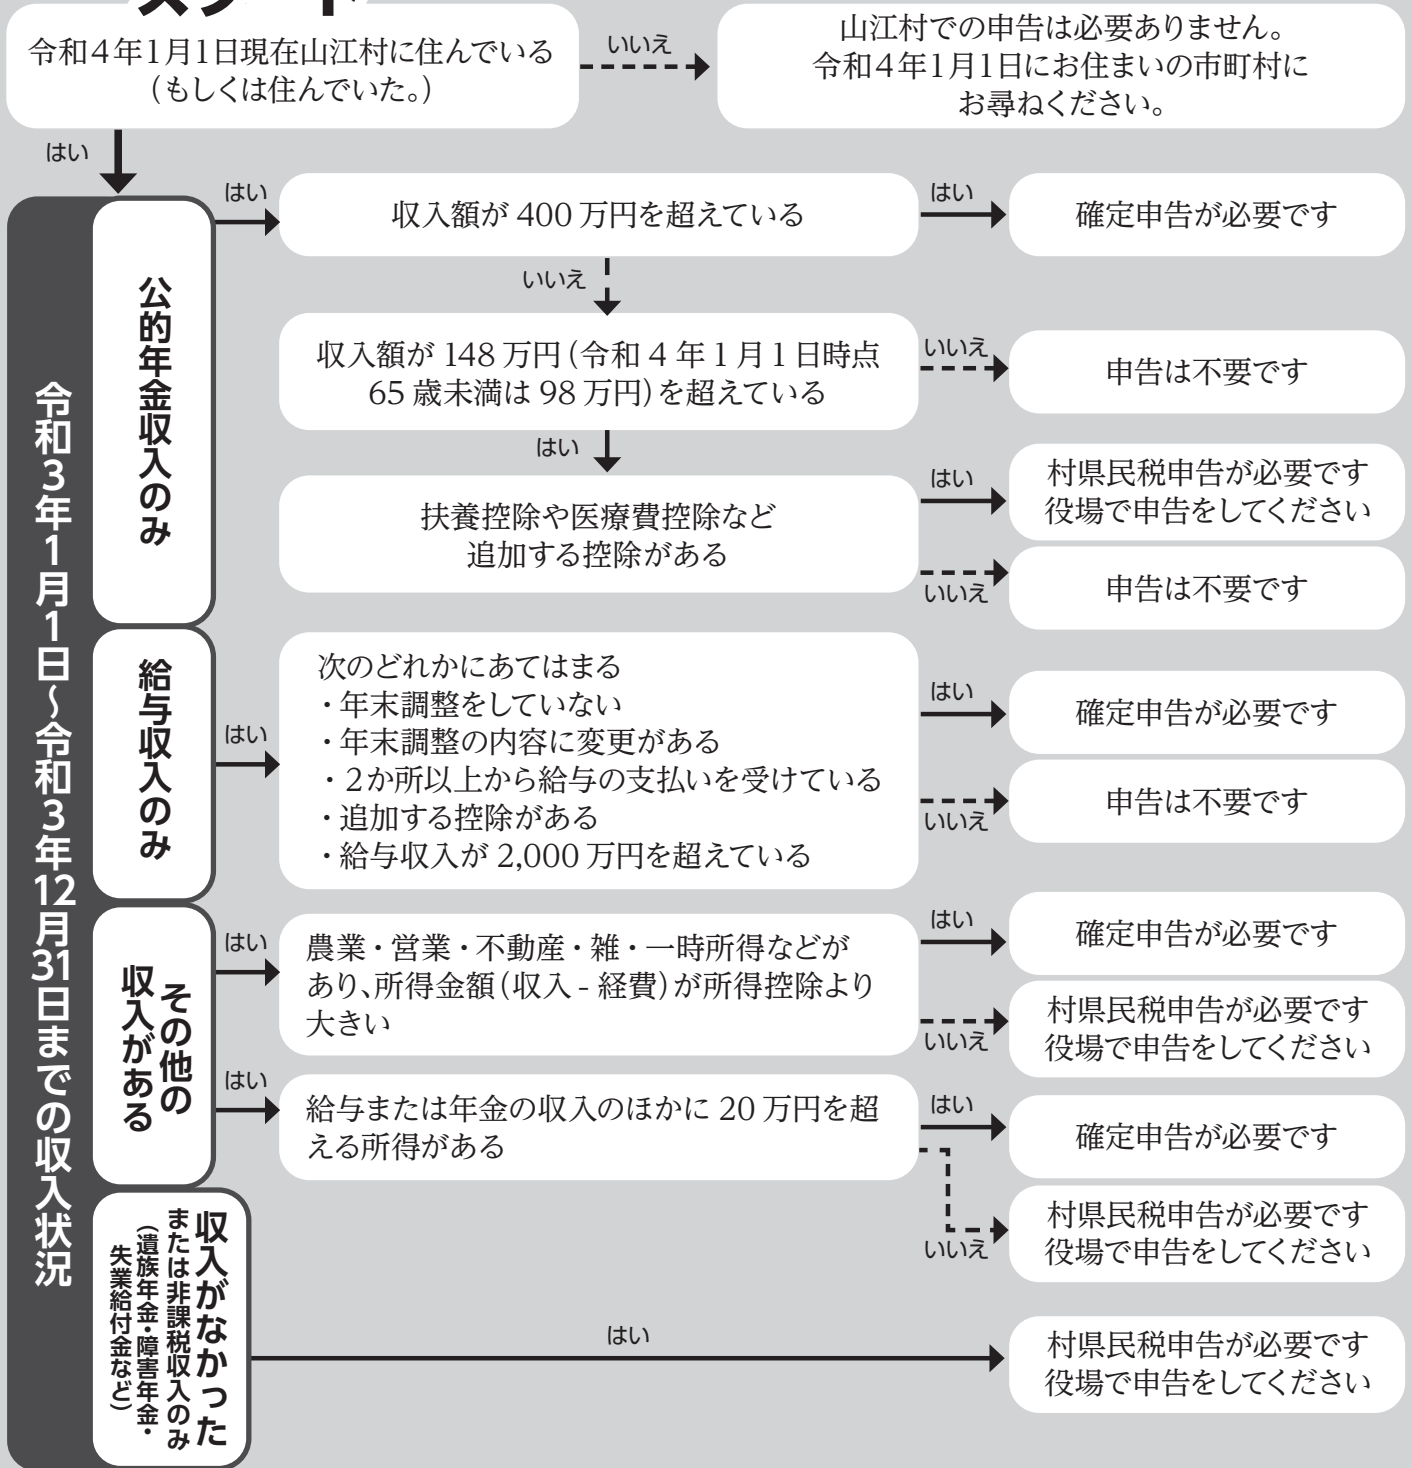 スタート
令和4年1月1日現在山江村に住んでいる
(もしくは住んでいた。)
いいえ
山江村での申告は必要ありません。
令和4年1月1日にお住まいの市町村に
お尋ねください。
はい
令和3年1月1日~令和3年12月31日までの収入状況
公的年金収入のみ
はい
収入額が 400 万円を超えている
はい
確定申告が必要です
いいえ
収入額が 148 万円(令和 4 年 1 月 1 日時点
65 歳未満は 98 万円)を超えている
いいえ
申告は不要です
はい
扶養控除や医療費控除など
追加する控除がある
はい
村県民税申告が必要です
役場で申告をしてください
いいえ
申告は不要です
給与収入のみ
はい
次のどれかにあてはまる
・年末調整をしていない
・年末調整の内容に変更がある
・2か所以上から給与の支払いを受けている
・追加する控除がある
・給与収入が 2,000 万円を超えている
はい
確定申告が必要です
いいえ
申告は不要です
その他の
収入がある
はい
農業・営業・不動産・雑・一時所得などが
あり、所得金額(収入 - 経費)が所得控除より
大きい
はい
確定申告が必要です
いいえ
村県民税申告が必要です
役場で申告をしてください
はい
給与または年金の収入のほかに 20 万円を超
える所得がある
はい
確定申告が必要です
いいえ
村県民税申告が必要です
役場で申告をしてください
収入がなかった
または非課税収入のみ
(遺族年金・障害年金・
失業給付金など)
はい
村県民税申告が必要です
役場で申告をしてください